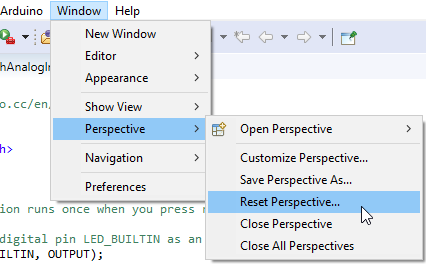 Arduino Window Help
New Window
Editor
Appearance
Show View
Perspective
Navigation
Preferences
Open Perspective
Customize Perspective...
Save Perspective As...
Reset Perspective...
Close Perspective
Close All Perspectives
hAnalogIn
o.cc/en/
h>
ion runs once when you press r
digital pin LED_BUILTIN as an
ILTIN, OUTPUT);